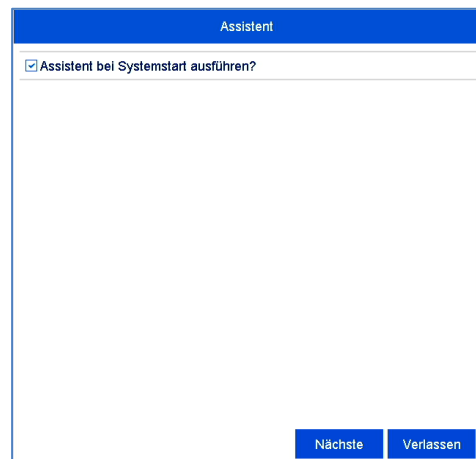 Assistent
Assistent bei Systemstart ausführen?
Nächste Verlassen